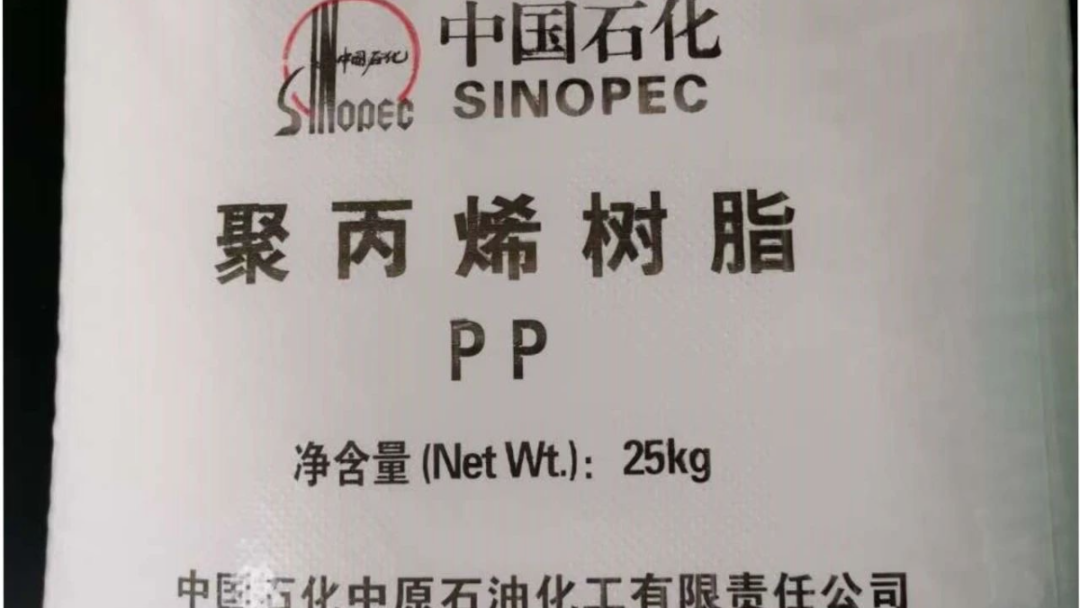 中国石化
SINOPEC
中国石化
SINOPEC
聚丙烯树脂
PP
净含量(Net Wt.)：25kg
中国石化中原石油化工有限责任公司